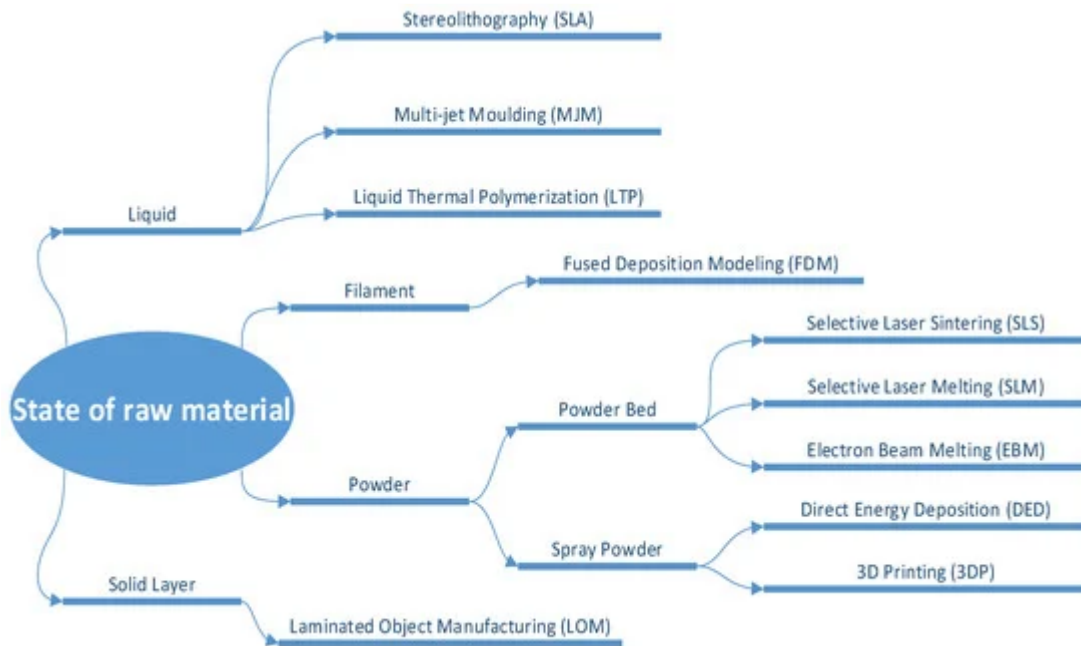 Stereolithography (SLA)
Multi-jet Moulding (MJM)
Liquid Thermal Polymerization (LTP)
Liquid
Fused Deposition Modeling (FDM)
Filament
Selective Laser Sintering (SLS)
Selective Laser Melting (SLM)
State of raw material
Powder Bed
Electron Beam Melting (EBM)
Powder
Direct Energy Deposition (DED)
Spray Powder
3D Printing (3DP)
Solid Layer
Laminated Object Manufacturing (LOM)